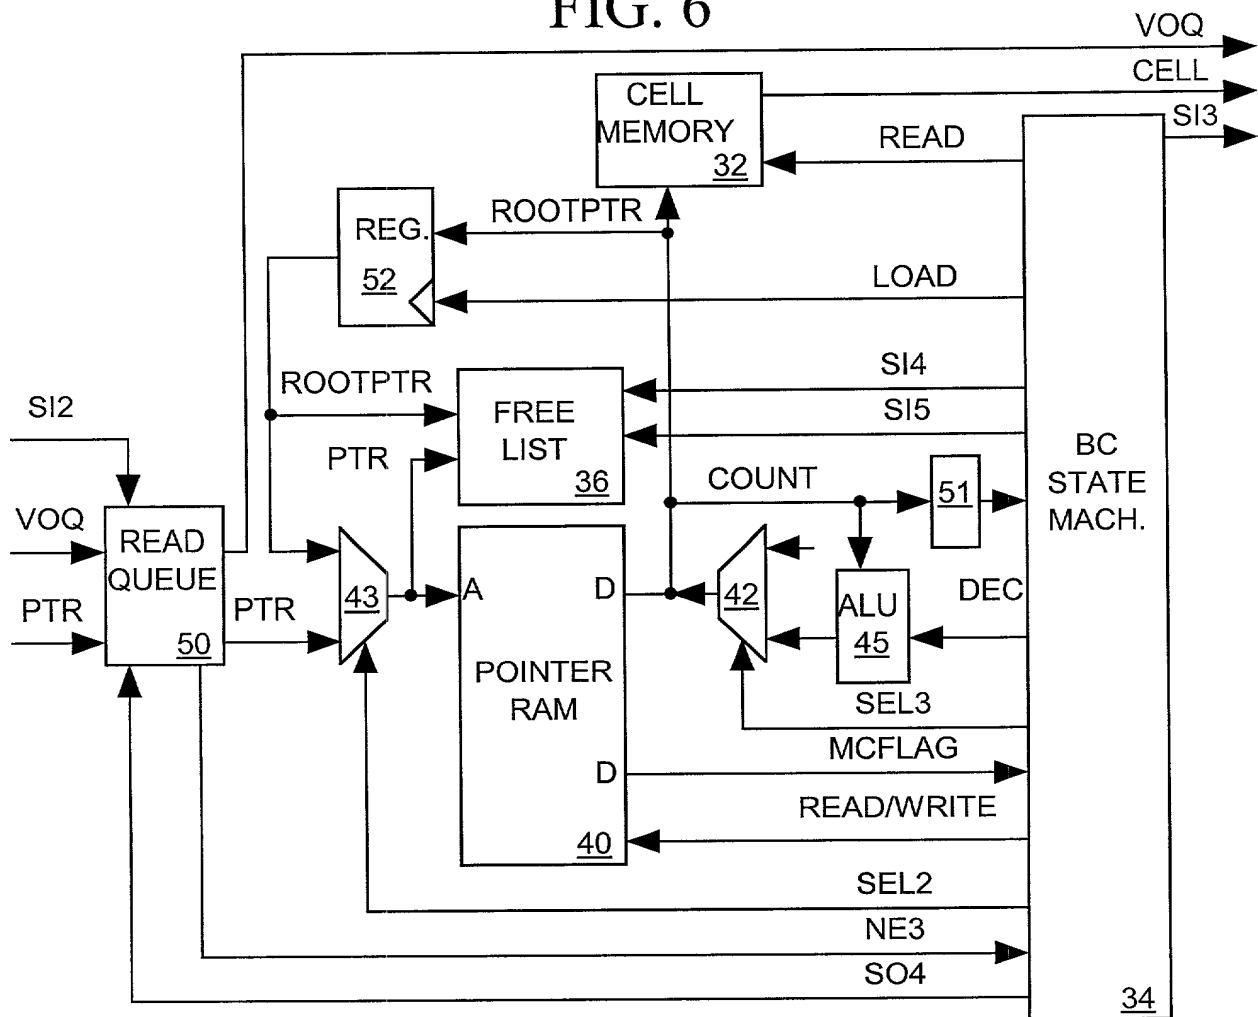 FIG. 6
VOQ
CELL
SI3
CELL
MEMORY
32
READ
ROOTPTR
REG.
52
LOAD
ROOTPTR
SI4
SI5
SI2
FREE
LIST
36
PTR
COUNT
51
BC
STATE
MACH.
VOQ
READ
QUEUE
50
PTR
PTR
43
A
D
42
ALU
45
DEC
POINTER
RAM
SEL3
MCFLAG
D
READ/WRITE
40
SEL2
NE3
SO4
34